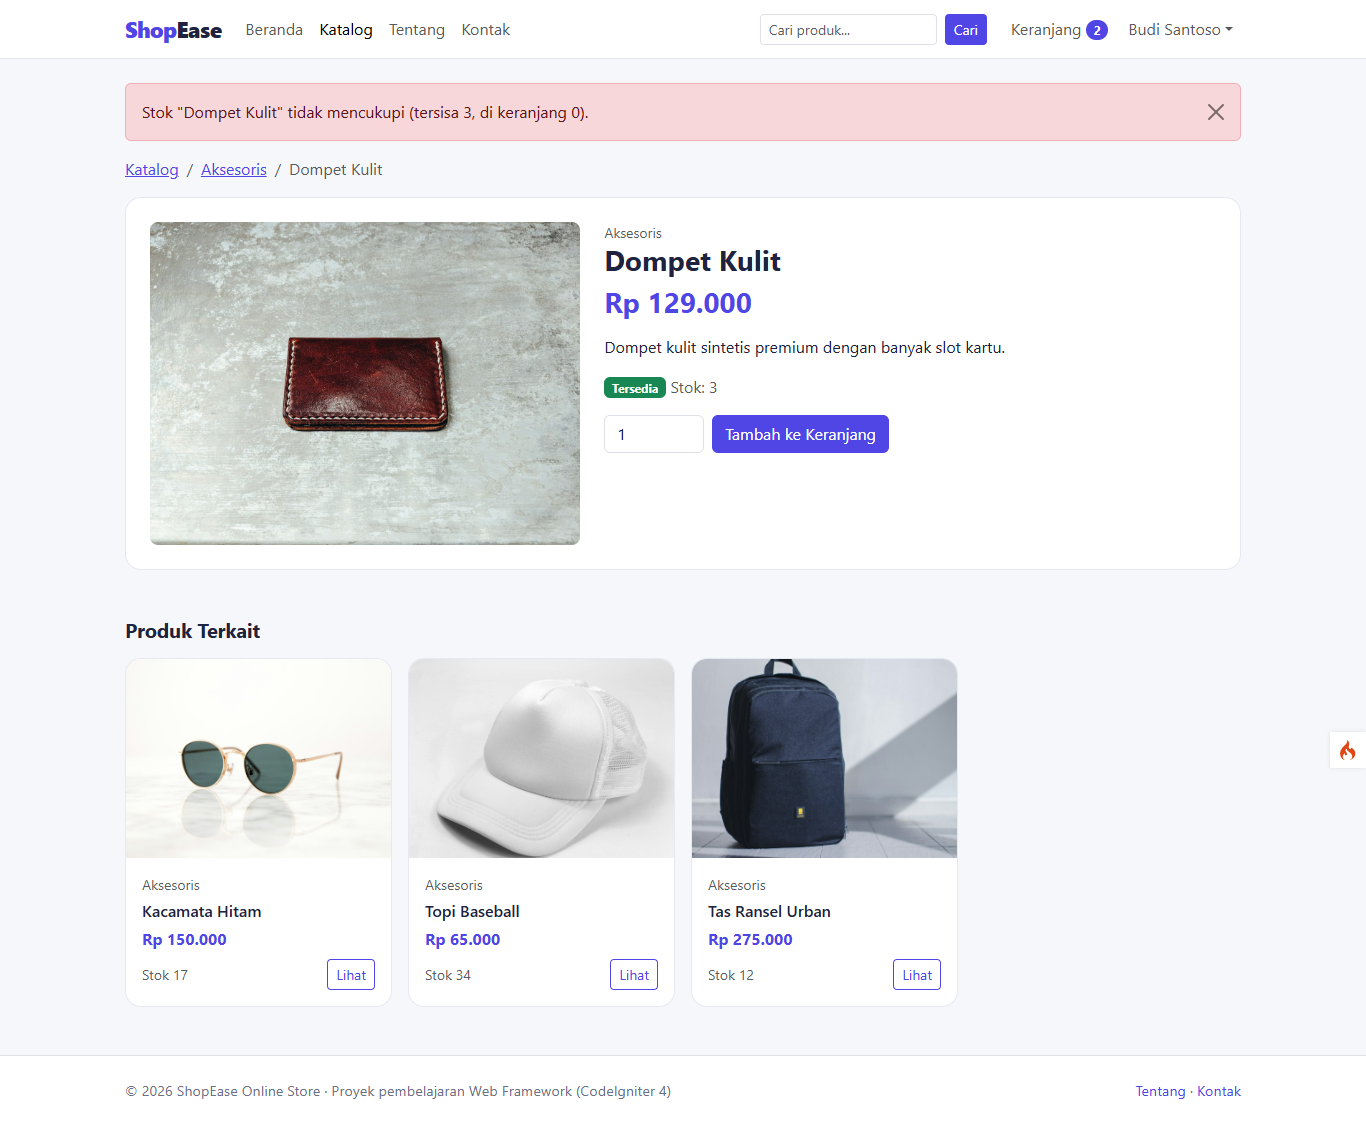 ShopEase Beranda Katalog Tentang Kontak Cari produk... Cari Keranjang 2 Budi Santoso
Stok "Dompet Kulit" tidak mencukupi (tersisa 3, di keranjang 0).
Katalog / Aksesoris / Dompet Kulit
Aksesoris
Dompet Kulit
Rp 129.000
Dompet kulit sintetis premium dengan banyak slot kartu.
Tersedia Stok: 3
1 Tambah ke Keranjang
Produk Terkait
Aksesoris
Kacamata Hitam
Rp 150.000
Stok 17 Lihat
Aksesoris
Topi Baseball
Rp 65.000
Stok 34 Lihat
Aksesoris
Tas Ransel Urban
Rp 275.000
Stok 12 Lihat
© 2026 ShopEase Online Store · Proyek pembelajaran Web Framework (CodeIgniter 4) Tentang · Kontak